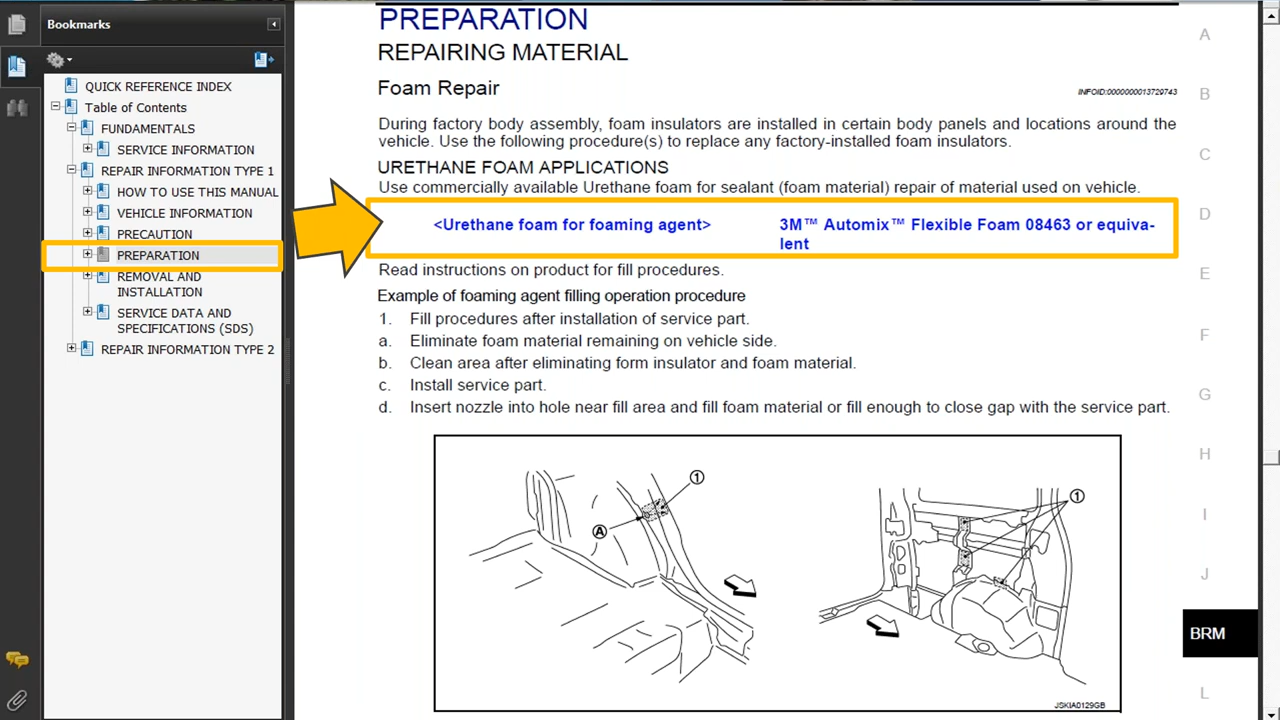 Bookmarks
QUICK REFERENCE INDEX
Table of Contents
FUNDAMENTALS
SERVICE INFORMATION
REPAIR INFORMATION TYPE 1
HOW TO USE THIS MANUAL
VEHICLE INFORMATION
PRECAUTION
PREPARATION
REMOVAL AND
INSTALLATION
SERVICE DATA AND
SPECIFICATIONS (SDS)
REPAIR INFORMATION TYPE 2
PREPARATION
REPAIRING MATERIAL
Foam Repair
INFOID:0000000013729743
During factory body assembly, foam insulators are installed in certain body panels and locations around the
vehicle. Use the following procedure(s) to replace any factory-installed foam insulators.
URETHANE FOAM APPLICATIONS
Use commercially available Urethane foam for sealant (foam material) repair of material used on vehicle.
<Urethane foam for foaming agent> 3M™ Automix™ Flexible Foam 08463 or equiva-
lent
Read instructions on product for fill procedures.
Example of foaming agent filling operation procedure
1. Fill procedures after installation of service part.
a. Eliminate foam material remaining on vehicle side.
b. Clean area after eliminating form insulator and foam material.
c. Install service part.
d. Insert nozzle into hole near fill area and fill foam material or fill enough to close gap with the service part.
1
A
1
JSKIA0129GB
A
B
C
D
E
F
G
H
I
J
BRM
L